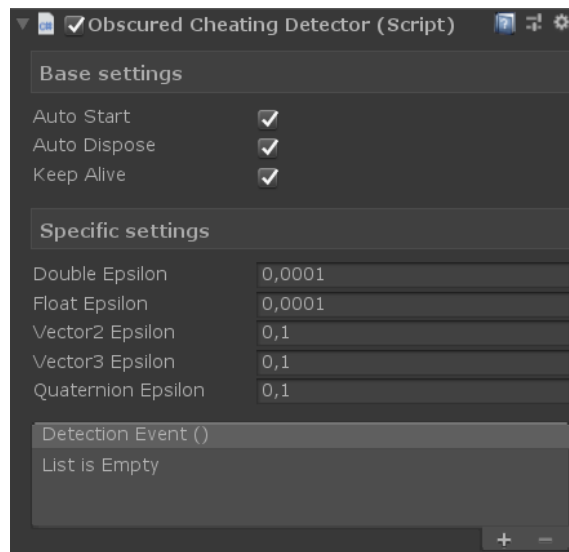 Obscured Cheating Detector (Script)
Base settings
Auto Start
Auto Dispose
Keep Alive
Specific settings
Double Epsilon 0,0001
Float Epsilon 0,0001
Vector2 Epsilon 0,1
Vector3 Epsilon 0,1
Quaternion Epsilon 0,1
Detection Event ()
List is Empty